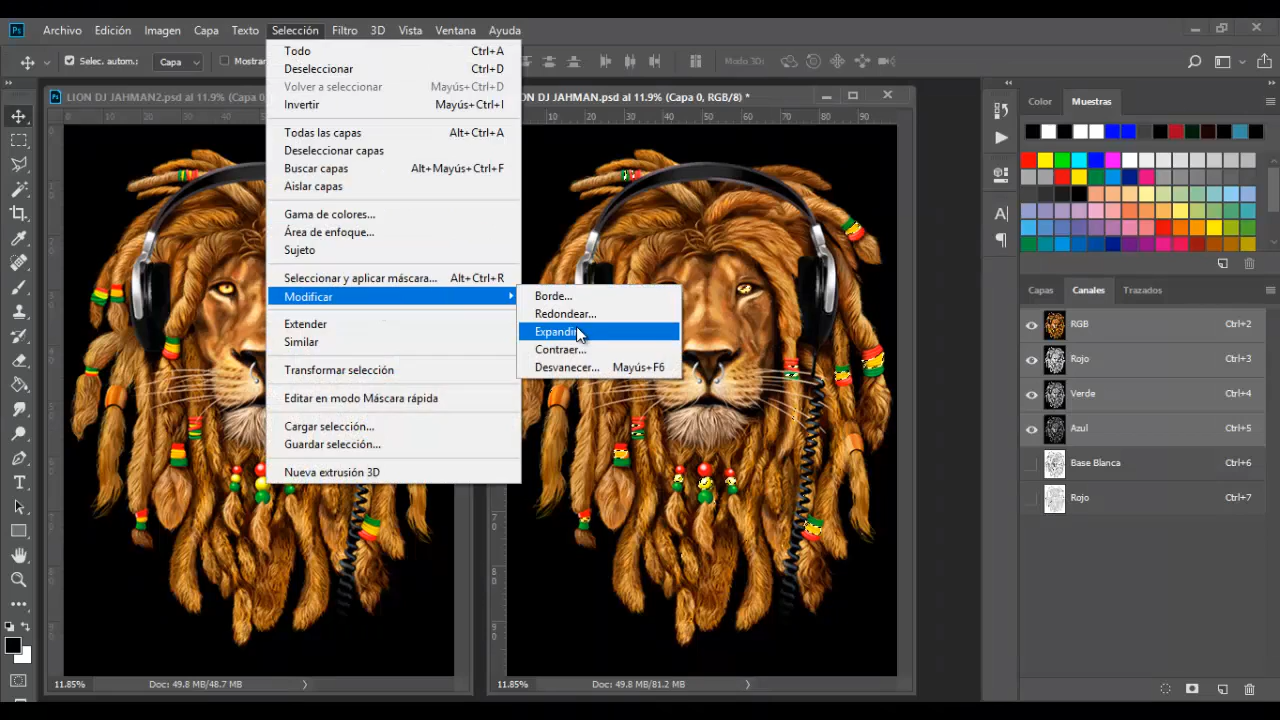 Ps Archivo Edición Imagen Capa Texto Selección Filtro 3D Vista Ventana Ayuda
Selec. autom.: Capa Mostrar Modo 3D:
LION DJ JAHMAN2.psd al 11.9% (Capa 0,
ON DJ JAHMAN.psd al 11.9% (Capa 0, RGB/8) *
Todo Ctrl+A
Deseleccionar Ctrl+D
Volver a seleccionar Mayús+Ctrl+D
Invertir Mayús+Ctrl+I
Todas las capas Alt+Ctrl+A
Deseleccionar capas
Buscar capas Alt+Mayús+Ctrl+F
Aislar capas
Gama de colores...
Área de enfoque...
Sujeto
Seleccionar y aplicar máscara... Alt+Ctrl+R
Modificar
Extender
Similar
Transformar selección
Editar en modo Máscara rápida
Cargar selección...
Guardar selección...
Nueva extrusión 3D
Borde...
Redondear...
Expandir
Contraer...
Desvanecer... Mayús+F6
Color Muestras
Capas Canales Trazados
RGB Ctrl+2
Rojo Ctrl+3
Verde Ctrl+4
Azul Ctrl+5
Base Blanca Ctrl+6
Rojo Ctrl+7
11.85% Doc: 49.8 MB/48.7 MB
11.85% Doc: 49.8 MB/81.2 MB